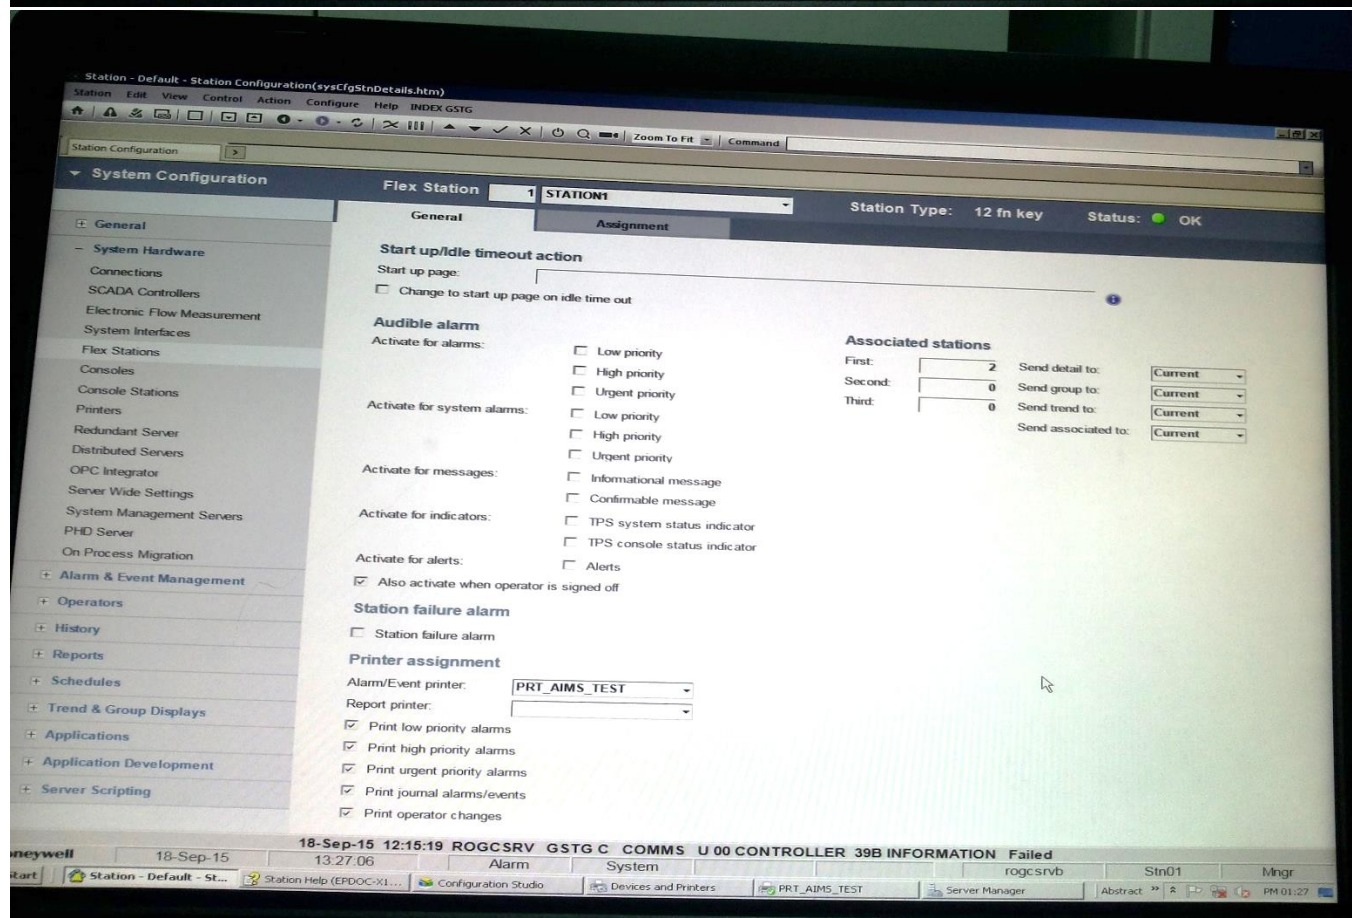 Station - Default - Station Configuration(sysCfgStnDetails.htm)
Station Edit View Control Action Configure Help INDEX GSTG
Zoom To Fit Command
Station Configuration
System Configuration
Flex Station 1 STATION1 Station Type: 12 fn key Status: OK
General Assignment
General
System Hardware
Connections
SCADA Controllers
Electronic Flow Measurement
System Interfaces
Flex Stations
Consoles
Console Stations
Printers
Redundant Server
Distributed Servers
OPC Integrator
Server Wide Settings
System Management Servers
PHD Server
On Process Migration
Alarm & Event Management
Operators
History
Reports
Schedules
Trend & Group Displays
Applications
Application Development
Server Scripting
Start up/Idle timeout action
Start up page:
Change to start up page on idle time out
Audible alarm
Activate for alarms:
Low priority
High priority
Urgent priority
Activate for system alarms:
Low priority
High priority
Urgent priority
Activate for messages:
Informational message
Confirmable message
Activate for indicators:
TPS system status indicator
TPS console status indicator
Activate for alerts:
Alerts
Also activate when operator is signed off
Associated stations
First: 2 Send detail to: Current
Second: 0 Send group to: Current
Third: 0 Send trend to: Current
Send associated to: Current
Station failure alarm
Station failure alarm
Printer assignment
Alarm/Event printer: PRT_AIMS_TEST
Report printer:
Print low priority alarms
Print high priority alarms
Print urgent priority alarms
Print journal alarms/events
Print operator changes
18-Sep-15 12:15:19 ROGCSRV GSTG C COMMS U 00 CONTROLLER 39B INFORMATION Failed
oneywell 18-Sep-15 13:27:06 Alarm System rogcsrvb Stn01 Mngr
tart Station - Default - St... Station Help (EPDOC-X1... Configuration Studio Devices and Printers PRT_AIMS_TEST Server Manager Abstract PM 01:27